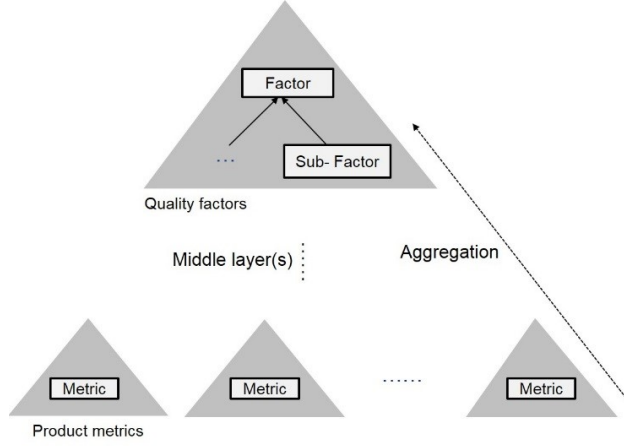 Factor
...
Sub- Factor
Quality factors
Middle layer(s)
Aggregation
Metric
Metric
......
Metric
Product metrics